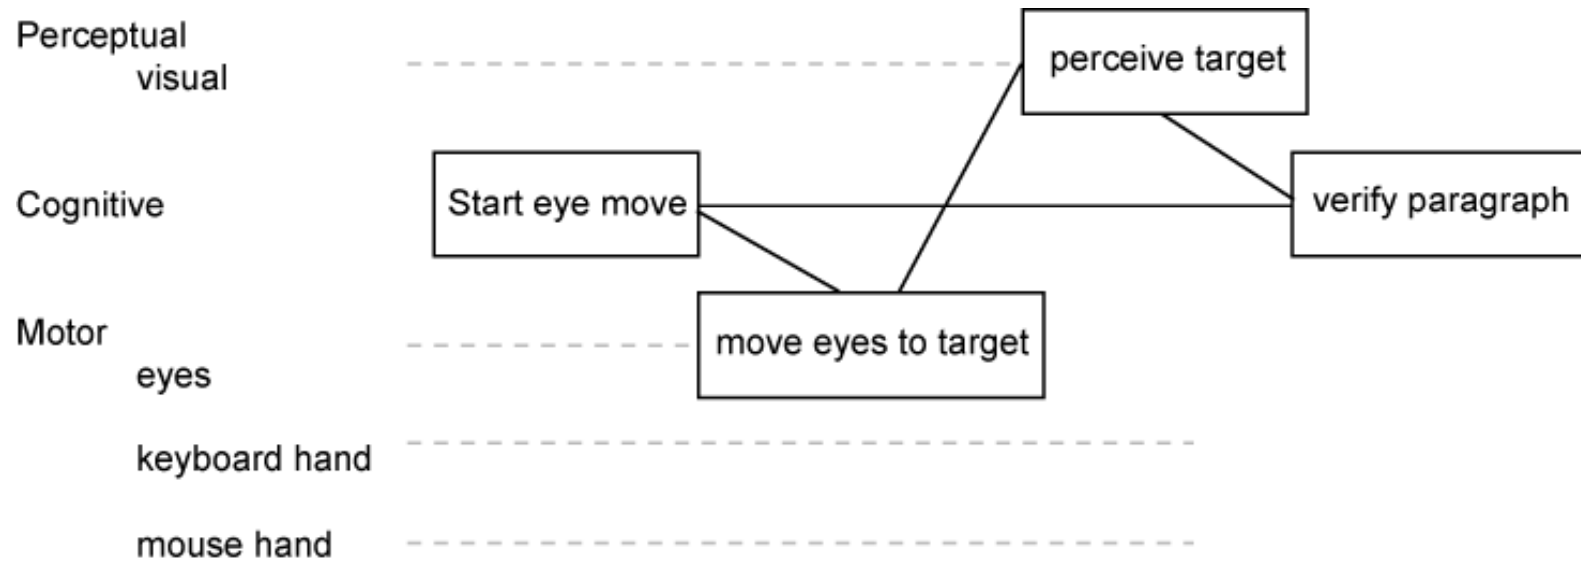 Perceptual
visual
perceive target
Cognitive
Start eye move
verify paragraph
Motor
eyes
move eyes to target
keyboard hand
mouse hand